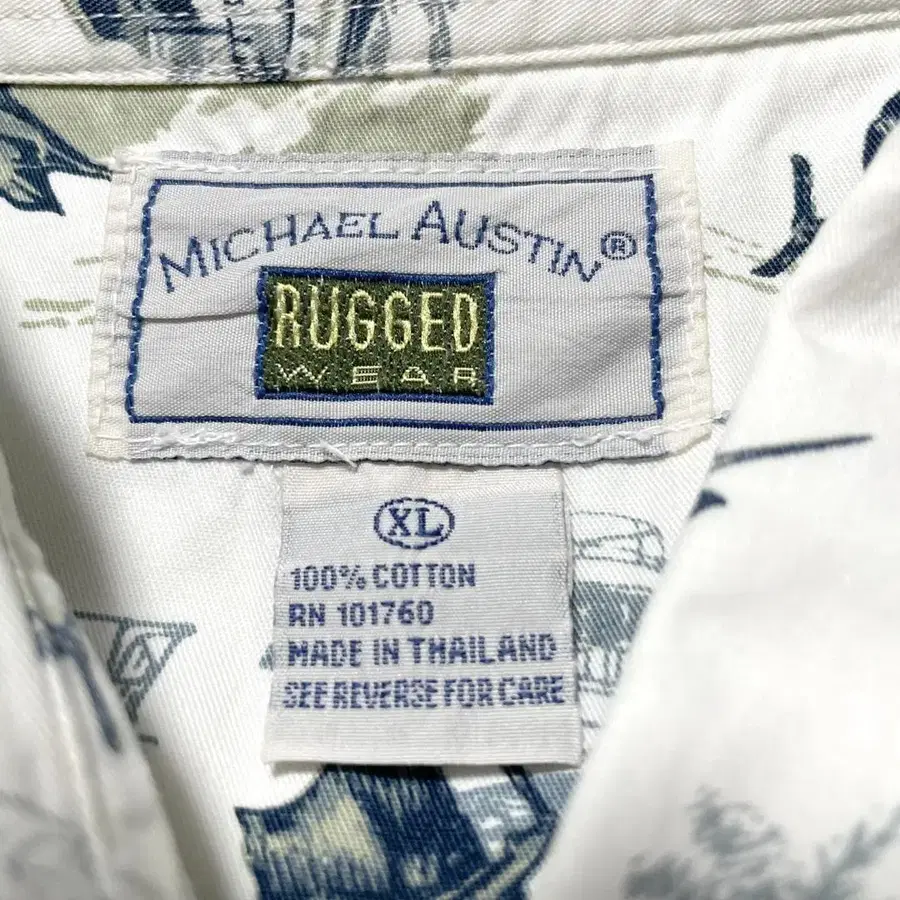 MICHAEL AUSTIN®
RUGGED
WEAR
XL
100% COTTON
RN 101760
MADE IN THAILAND
SEE REVERSE FOR CARE